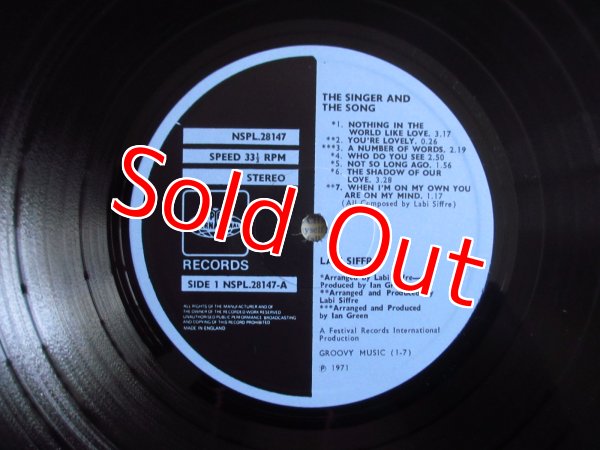 NSPL.28147
SPEED 33⅓ RPM
STEREO
RECORDS
SIDE 1 NSPL.28147-A
ALL RIGHTS OF THE MANUFACTURER AND OF
THE OWNER OF THE RECORDED WORK RESERVED
UNAUTHORISED PUBLIC PERFORMANCE BROADCASTING
AND COPYING OF THIS RECORD PROHIBITED
MADE IN ENGLAND
THE SINGER AND
THE SONG
*1. NOTHING IN THE
WORLD LIKE LOVE. 3.17
**2. YOU'RE LOVELY. 0.26
***3. A NUMBER OF WORDS. 2.19
*4. WHO DO YOU SEE 2.50
*5. NOT SO LONG AGO. 1.56
*6. THE SHADOW OF OUR
LOVE. 3.28
**7. WHEN I'M ON MY OWN YOU
ARE ON MY MIND. 1.17
(All Composed by Labi Siffre)
SIFFRE
*Arranged by Labi Siffre—
Produced by Ian Green
**Arranged and Produced by
Labi Siffre
***Arranged and Produced
by Ian Green
A Festival Records International
Production
GROOVY MUSIC (1-7)
℗ 1971
Sold Out